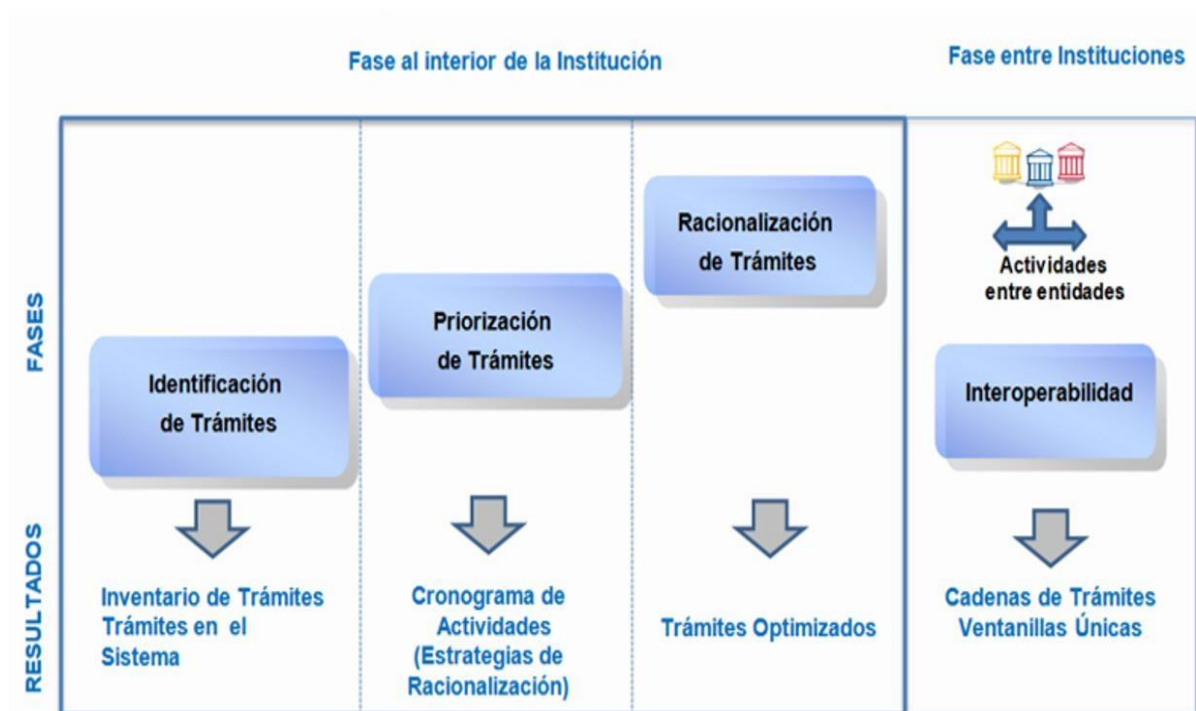 Fase al interior de la Institución
Fase entre Instituciones
FASES
Identificación
de Trámites
Priorización
de Trámites
Racionalización
de Trámites
Actividades
entre entidades
Interoperabilidad
RESULTADOS
Inventario de Trámites
Trámites en el
Sistema
Cronograma de
Actividades
(Estrategias de
Racionalización)
Trámites Optimizados
Cadenas de Trámites
Ventanillas Únicas